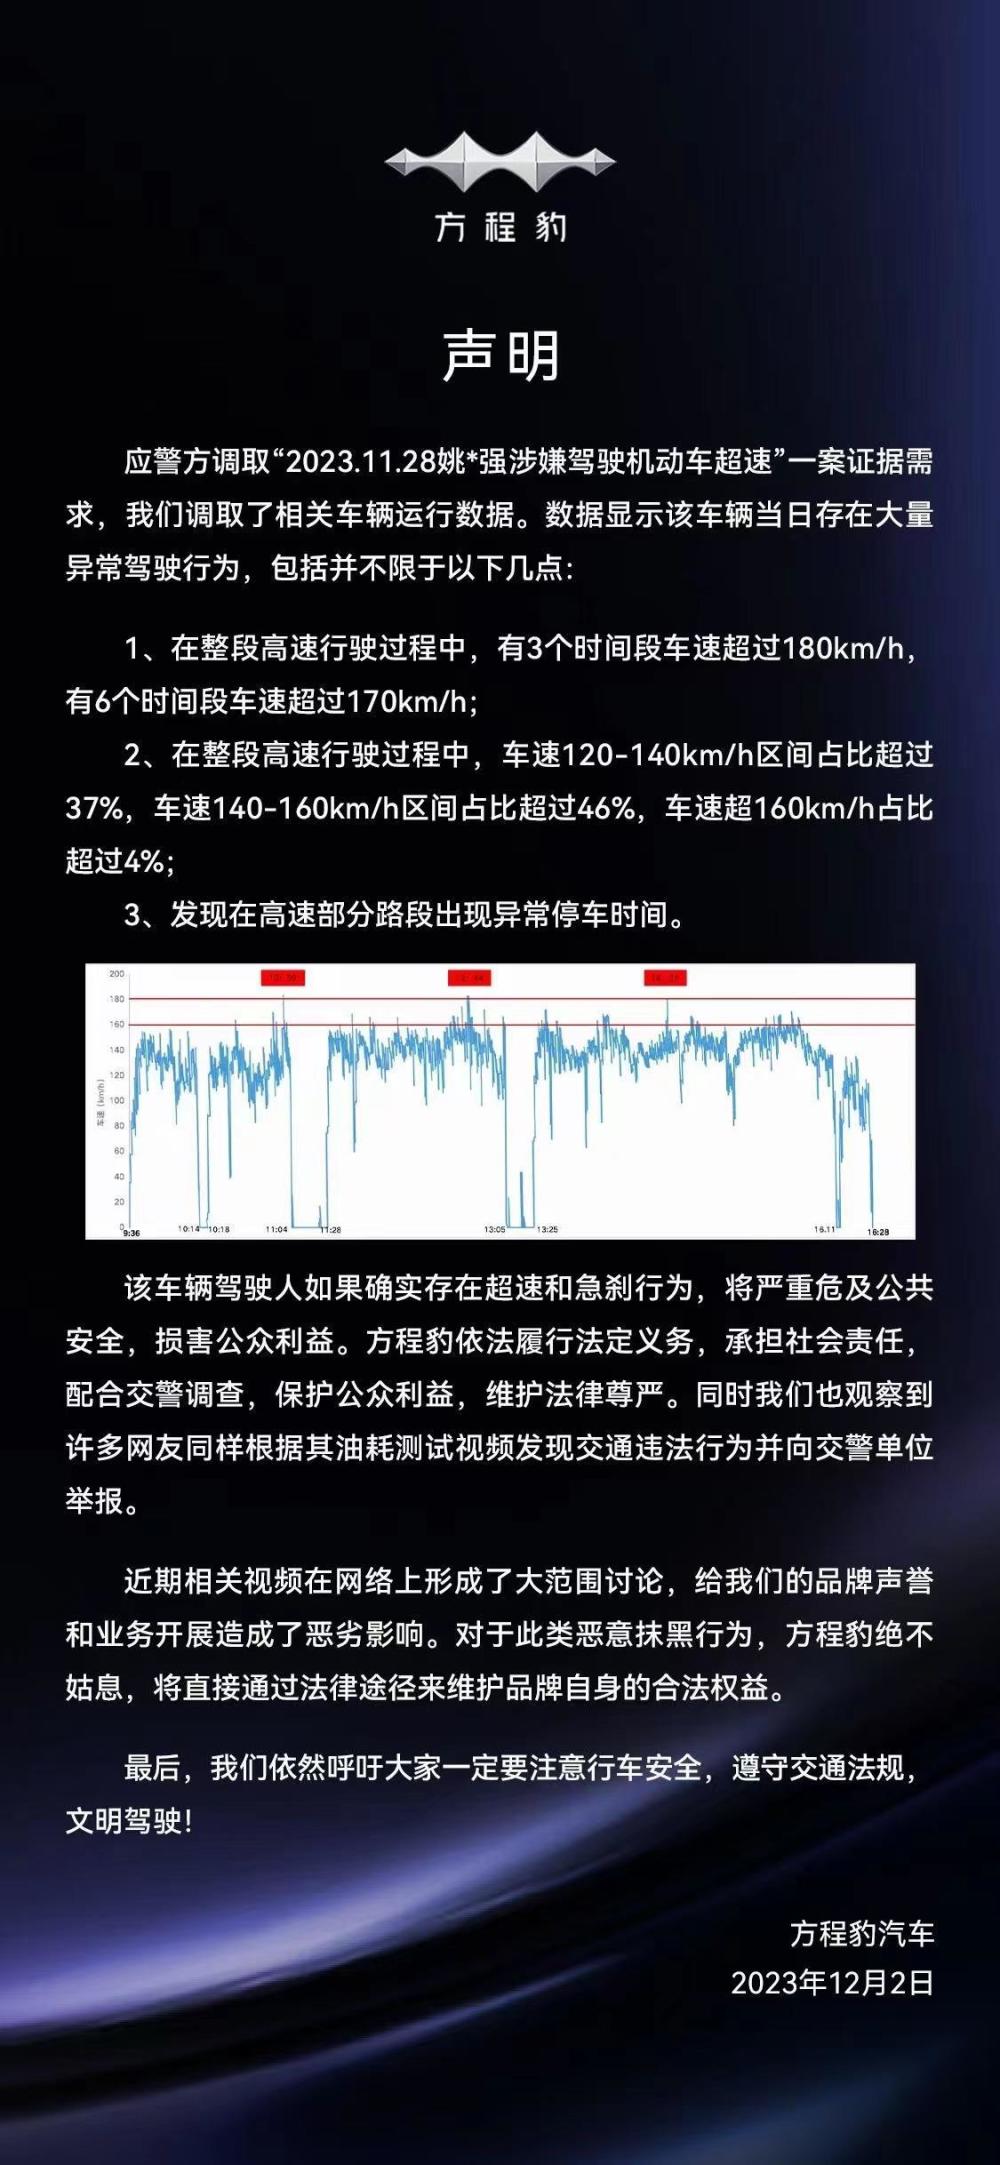 方程豹
声明
应警方调取“2023.11.28姚*强涉嫌驾驶机动车超速”一案证据需
求，我们调取了相关车辆运行数据。数据显示该车辆当日存在大量
异常驾驶行为，包括并不限于以下几点：
1、在整段高速行驶过程中，有3个时间段车速超过180km/h，
有6个时间段车速超过170km/h；
2、在整段高速行驶过程中，车速120-140km/h区间占比超过
37%，车速140-160km/h区间占比超过46%，车速超160km/h占比
超过4%；
3、发现在高速部分路段出现异常停车时间。
200
180
160
140
120
100
80
60
40
20
0
车速（km/h）
9:36 10:14 10:18 11:04 11:28 13:05 13:25 16.11 16:28
该车辆驾驶人如果确实存在超速和急刹行为，将严重危及公共
安全，损害公众利益。方程豹依法履行法定义务，承担社会责任，
配合交警调查，保护公众利益，维护法律尊严。同时我们也观察到
许多网友同样根据其油耗测试视频发现交通违法行为并向交警单位
举报。
近期相关视频在网络上形成了大范围讨论，给我们的品牌声誉
和业务开展造成了恶劣影响。对于此类恶意抹黑行为，方程豹绝不
姑息，将直接通过法律途径来维护品牌自身的合法权益。
最后，我们依然呼吁大家一定要注意行车安全，遵守交通法规，
文明驾驶！
方程豹汽车
2023年12月2日